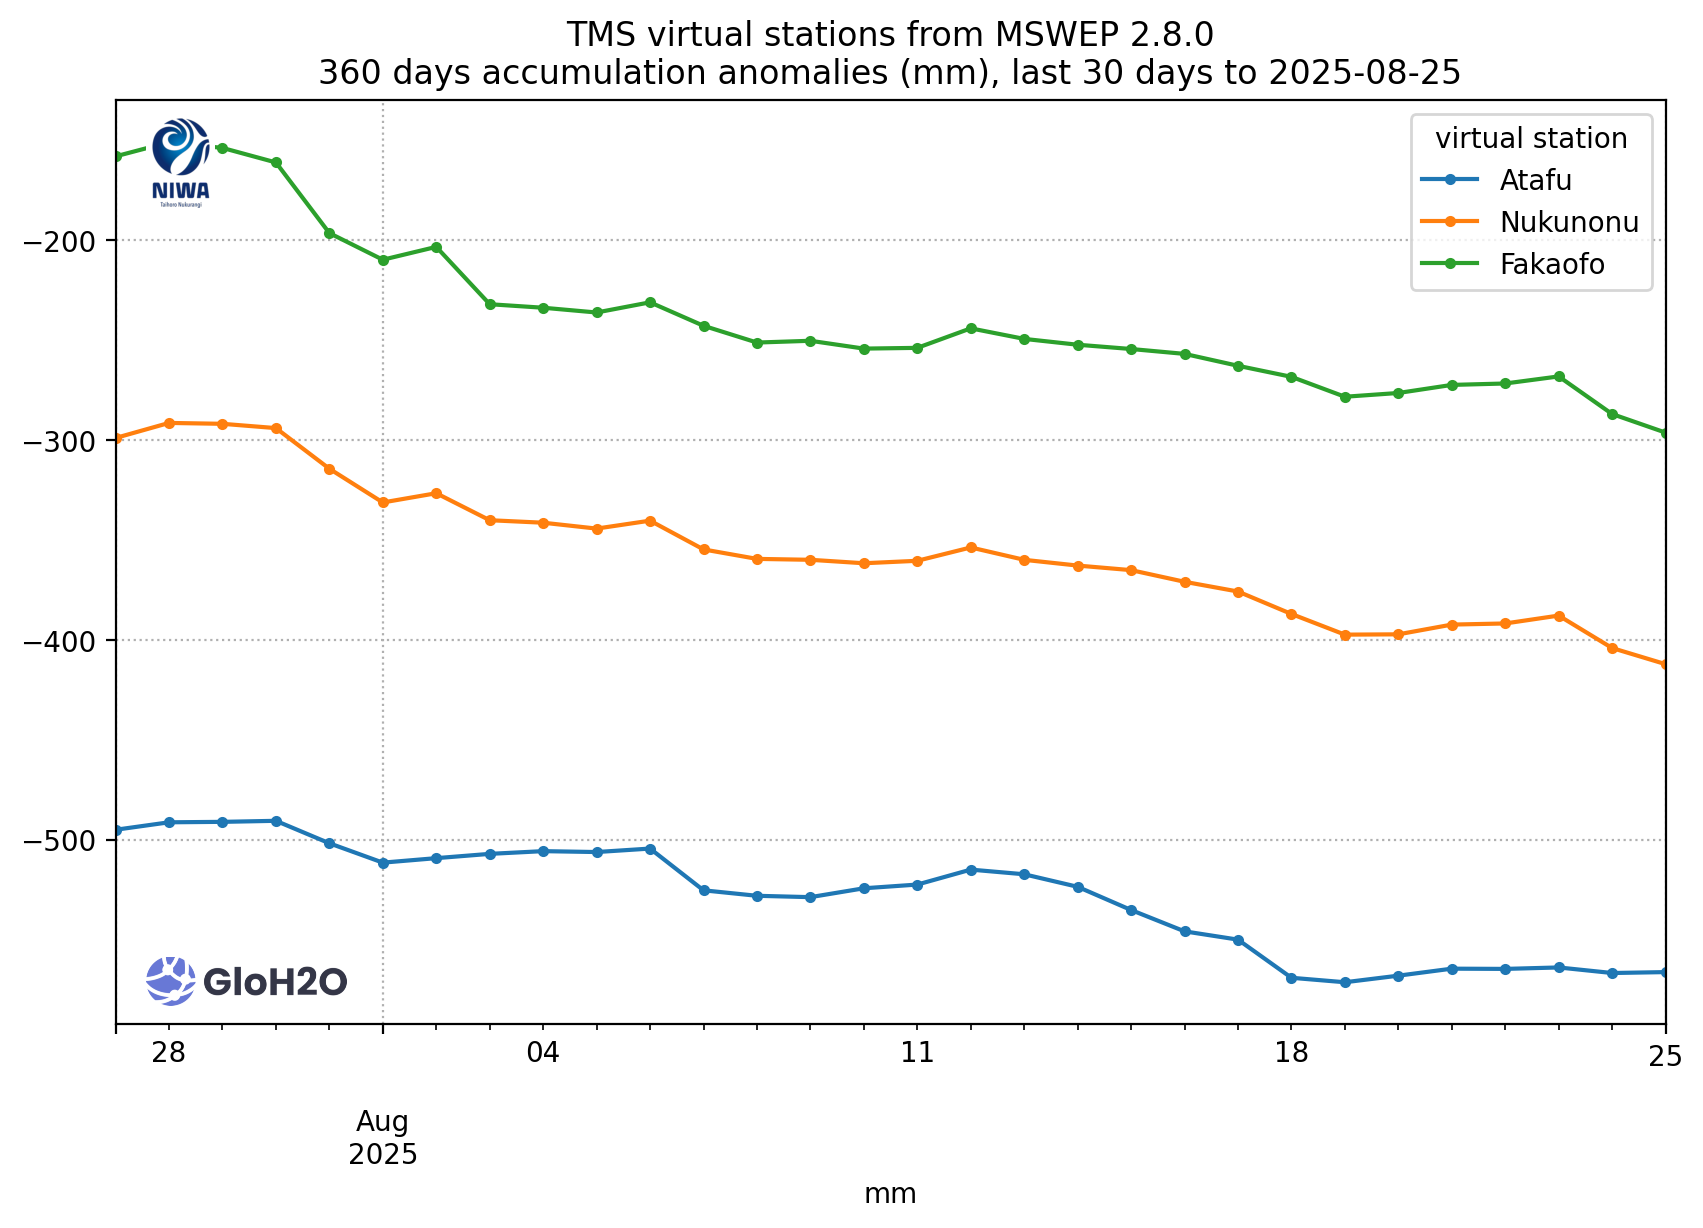 TMS virtual stations from MSWEP 2.8.0
360 days accumulation anomalies (mm), last 30 days to 2025-08-25
NIWA
Taihoro Nukurangi
virtual station
Atafu
Nukunonu
Fakaofo
−200
−300
−400
−500
GloH2O
28
04
11
18
25
Aug
2025
mm